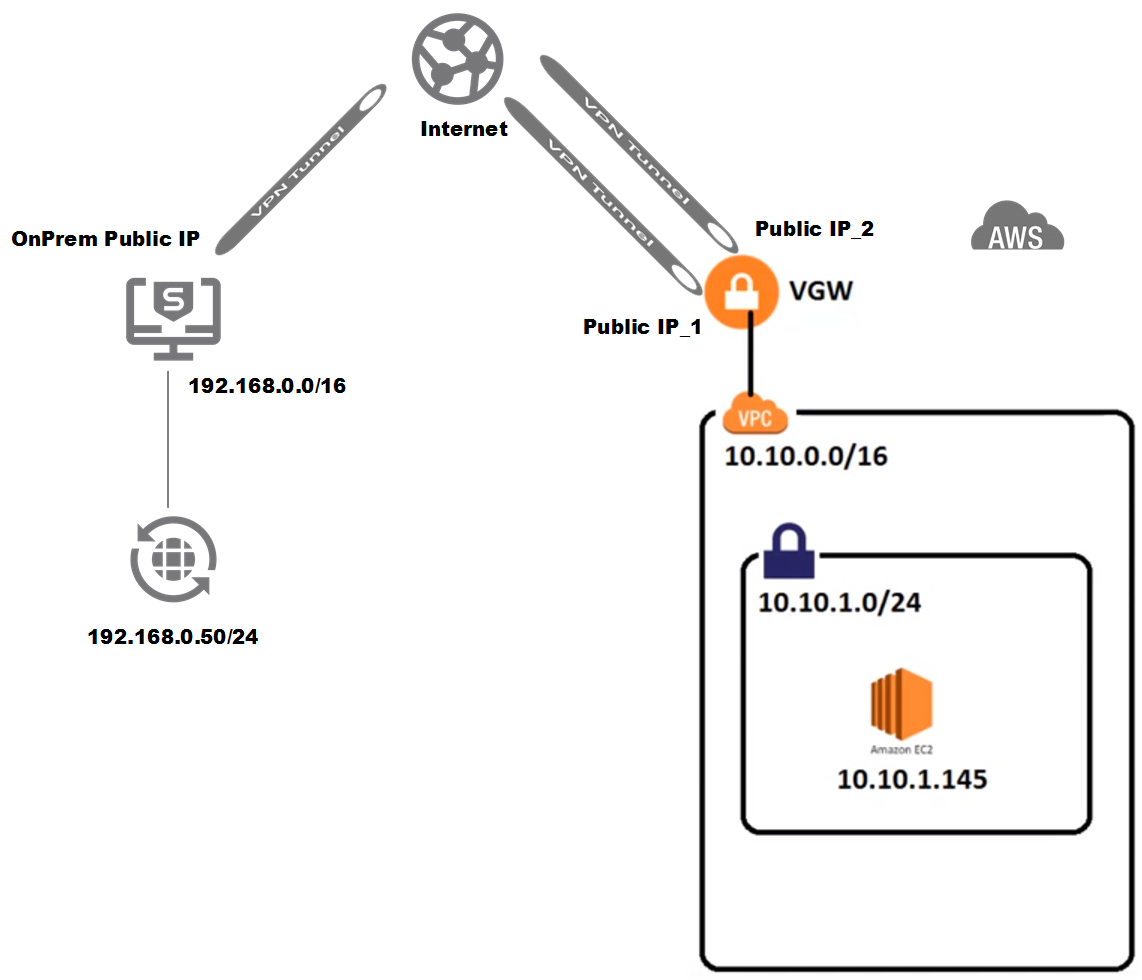 Internet
VPN Tunnel
VPN Tunnel
VPN Tunnel
OnPrem Public IP
Public IP_2
AWS
S
VGW
Public IP_1
192.168.0.0/16
VPC
10.10.0.0/16
10.10.1.0/24
192.168.0.50/24
Amazon EC2
10.10.1.145